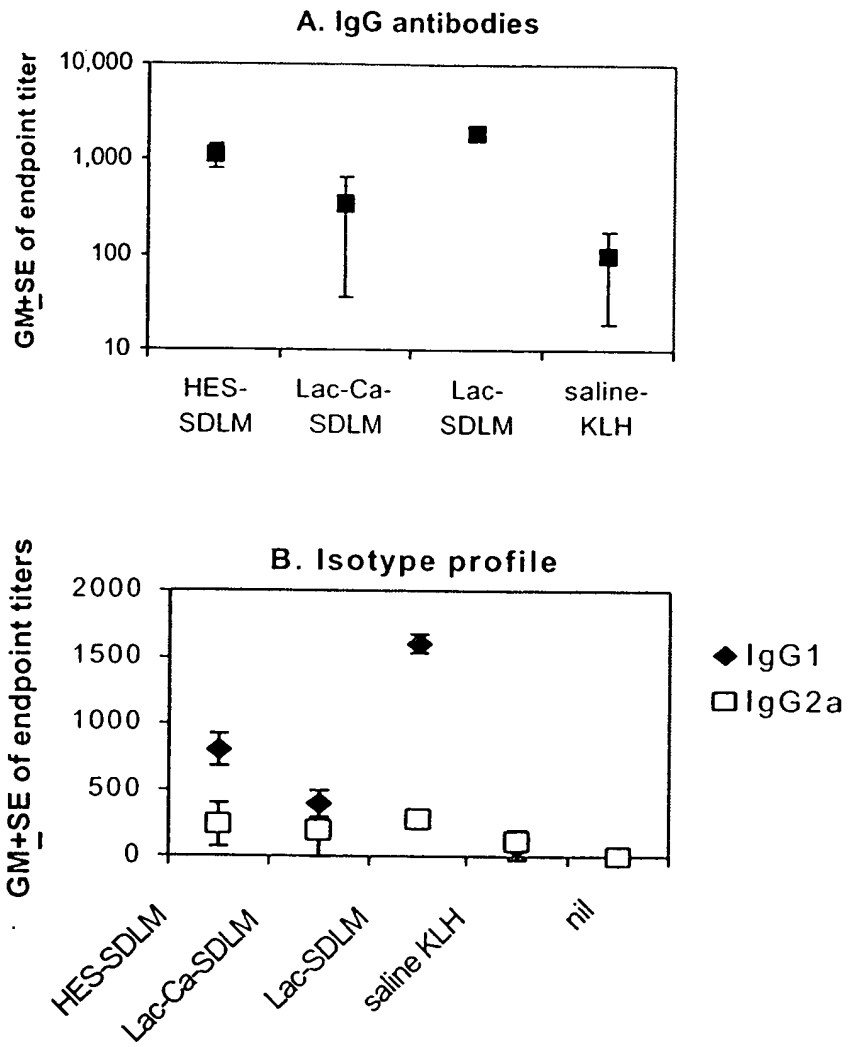 A. IgG antibodies
GM±SE of endpoint titer
10,000
1,000
100
10
HES-SDLM
Lac-Ca-SDLM
Lac-SDLM
saline-KLH
B. Isotype profile
GM±SE of endpoint titers
2000
1500
1000
500
0
HES-SDLM
Lac-Ca-SDLM
Lac-SDLM
saline KLH
nil
IgG1
IgG2a